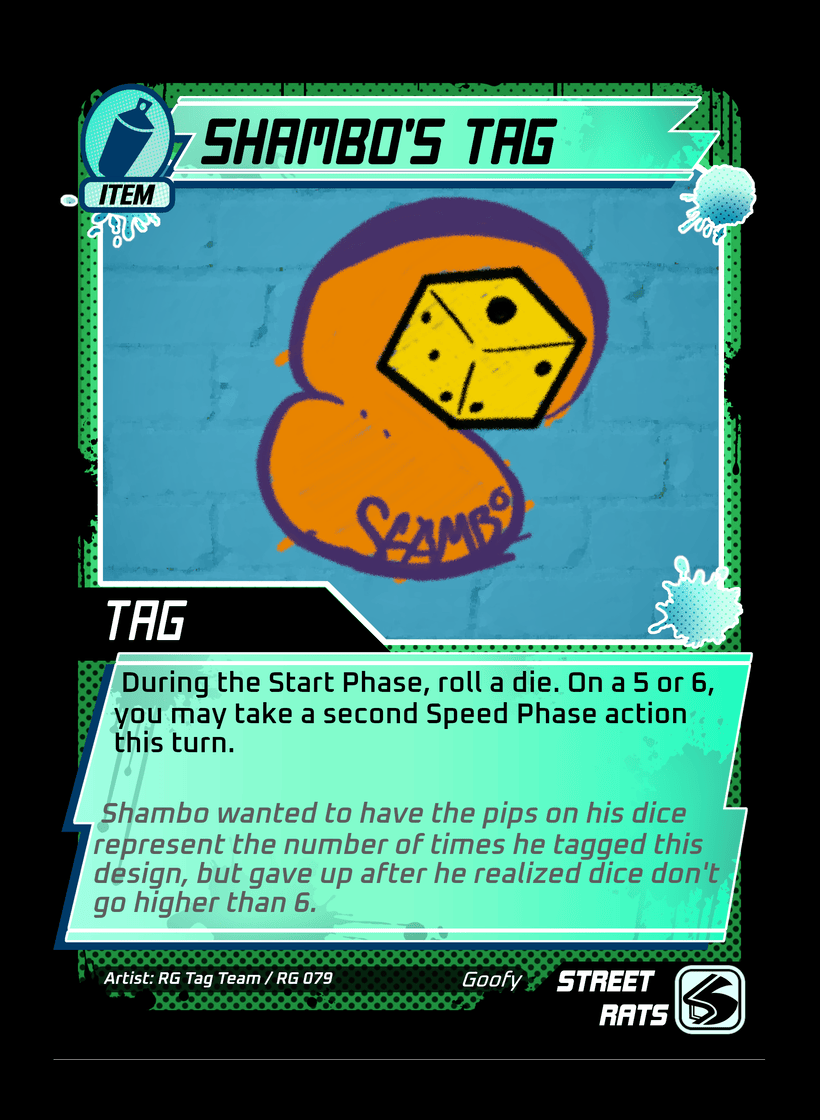 SHAMBO'S TAG
ITEM
SHAMBO
TAG
During the Start Phase, roll a die. On a 5 or 6,
you may take a second Speed Phase action
this turn.
Shambo wanted to have the pips on his dice
represent the number of times he tagged this
design, but gave up after he realized dice don't
go higher than 6.
Artist: RG Tag Team / RG 079
Goofy
STREET
RATS